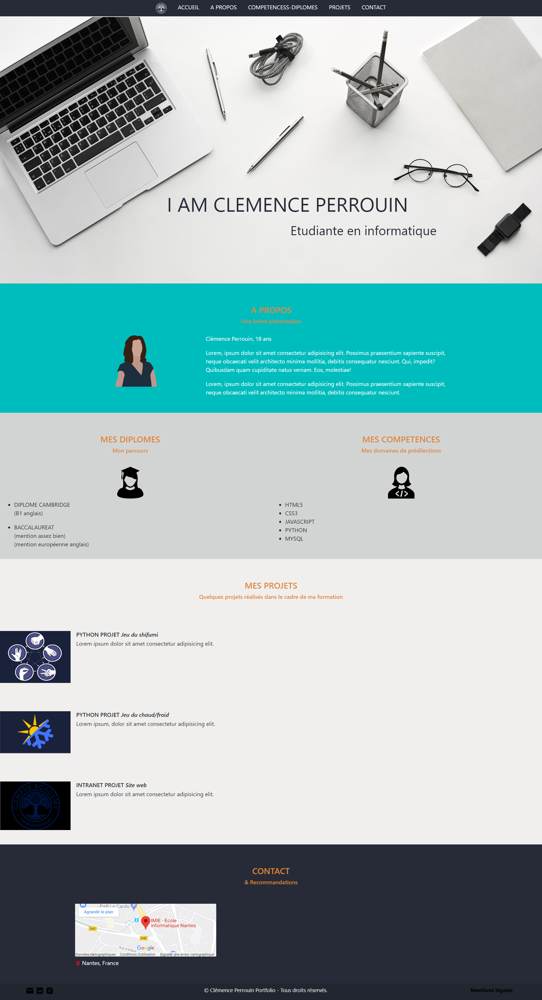 ACCUEIL A PROPOS COMPETENCESS-DIPLOMES PROJETS CONTACT
I AM CLEMENCE PERROUIN
Etudiante en informatique
A PROPOS
Une brève présentation
Clémence Perrouin, 18 ans
Lorem, ipsum dolor sit amet consectetur adipisicing elit. Possimus praesentium sapiente suscipit,
neque obcaecati velit architecto minima mollitia, debitis consequatur nesciunt. Qui, impedit?
Quibusdam quam cupiditate natus veniam. Eos, molestiae!
Lorem, ipsum dolor sit amet consectetur adipisicing elit. Possimus praesentium sapiente suscipit,
neque obcaecati velit architecto minima mollitia, debitis consequatur nesciunt.
MES DIPLOMES
Mon parcours
DIPLOME CAMBRIDGE
(B1 anglais)
BACCALAUREAT
(mention assez bien)
(mention européenne anglais)
MES COMPETENCES
Mes domaines de prédilections
</>
HTML5
CSS3
JAVASCRIPT
PYTHON
MYSQL
MES PROJETS
Quelques projets réalisés dans le cadre de ma formation
PYTHON PROJET Jeu du shifumi
Lorem ipsum dolor sit amet consectetur adipisicing elit.
PYTHON PROJET Jeu du chaud/froid
Lorem ipsum, dolor sit amet consectetur adipisicing elit.
CAMPUS ACADEMY
INTERNATIONAL
INTRANET PROJET Site web
Lorem ipsum dolor sit amet consectetur adipisicing elit.
CONTACT
& Recommandations
P+R Le Cardo
Agrandir le plan
IMIE - Ecole
informatique Nantes
D42
D42
Rue d'Arbois
Google
Données cartographiques Conditions d'utilisation Signaler une erreur cartographique
Nantes, France
in © Clémence Perrouin Portfolio - Tous droits réservés. Mentions légales